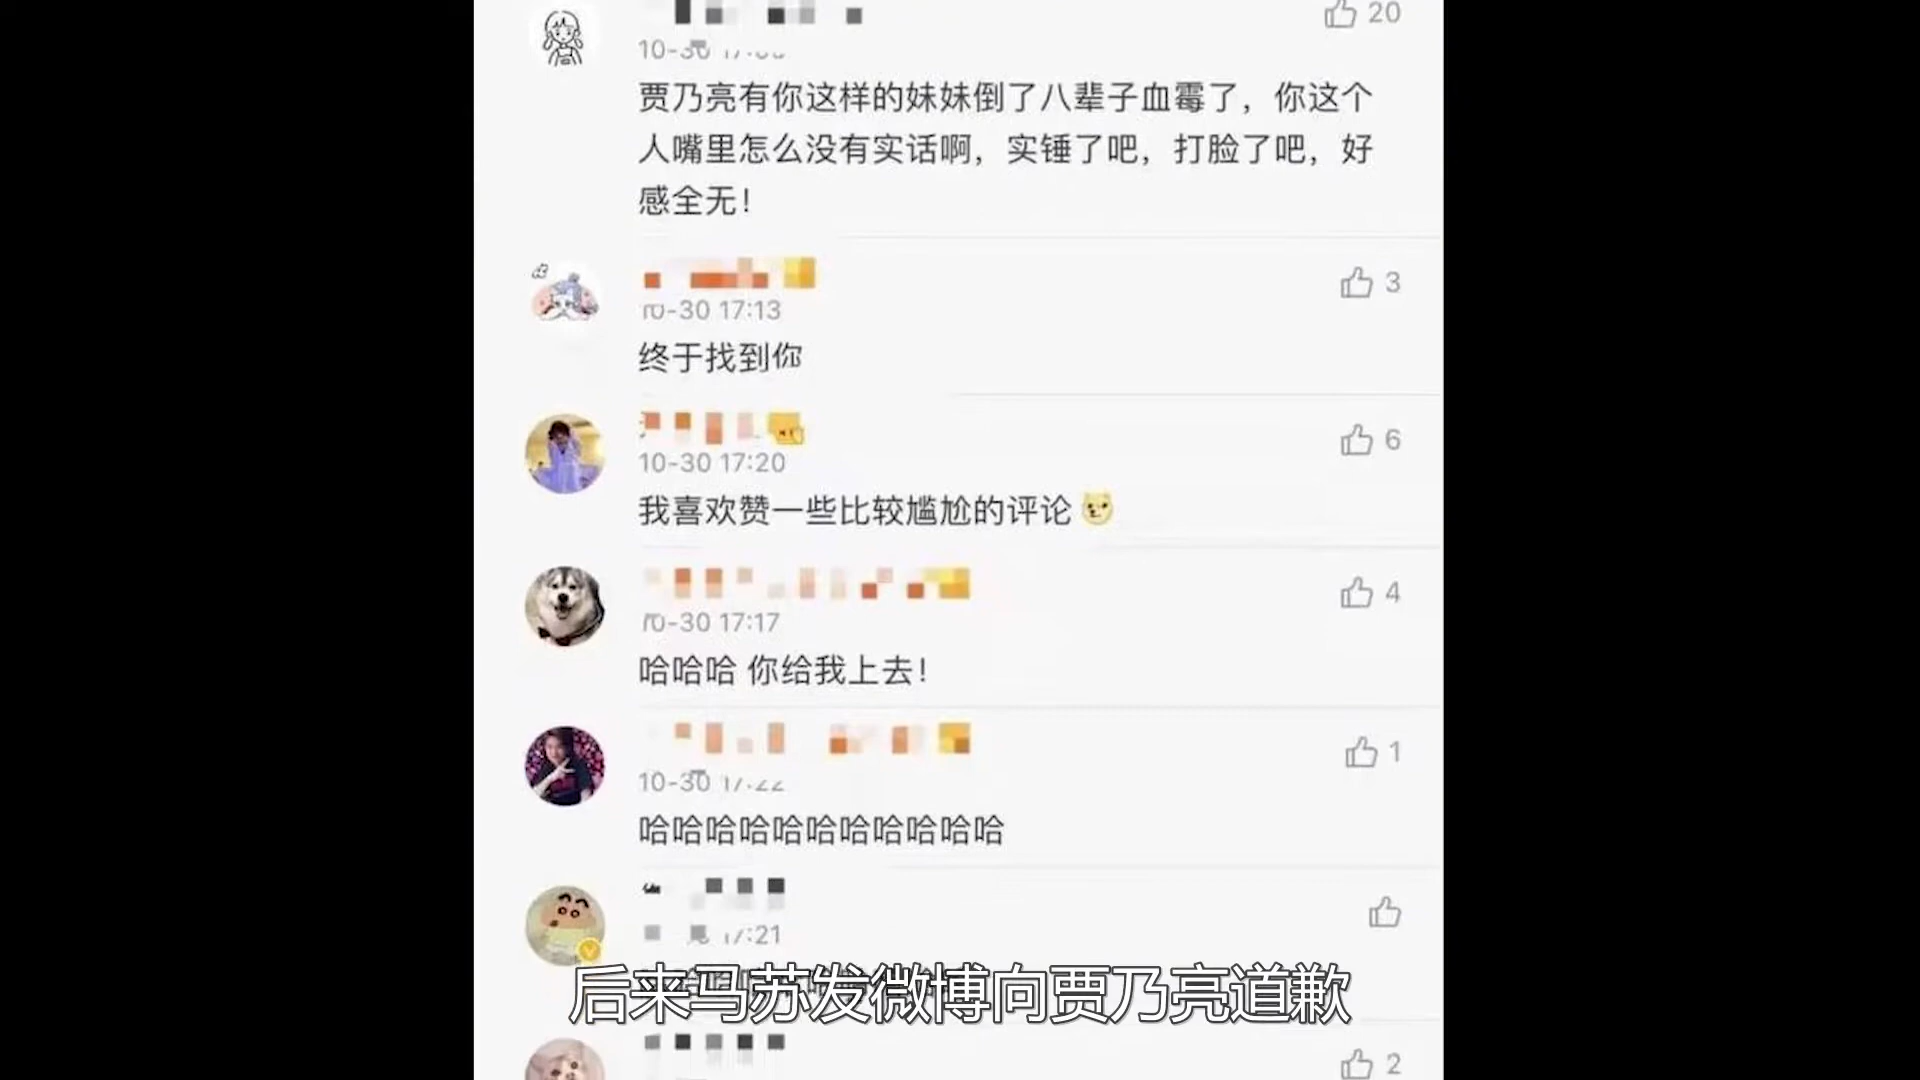 20
10-30
贾乃亮有你这样的妹妹倒了八辈子血霉了，你这个
人嘴里怎么没有实话啊，实锤了吧，打脸了吧，好
感全无！
3
10-30 17:13
终于找到你
6
10-30 17:20
我喜欢赞一些比较尴尬的评论
4
10-30 17:17
哈哈哈 你给我上去！
1
10-30 17:22
哈哈哈哈哈哈哈哈哈哈哈
17:21
后来马苏发微博向贾乃亮道歉
2